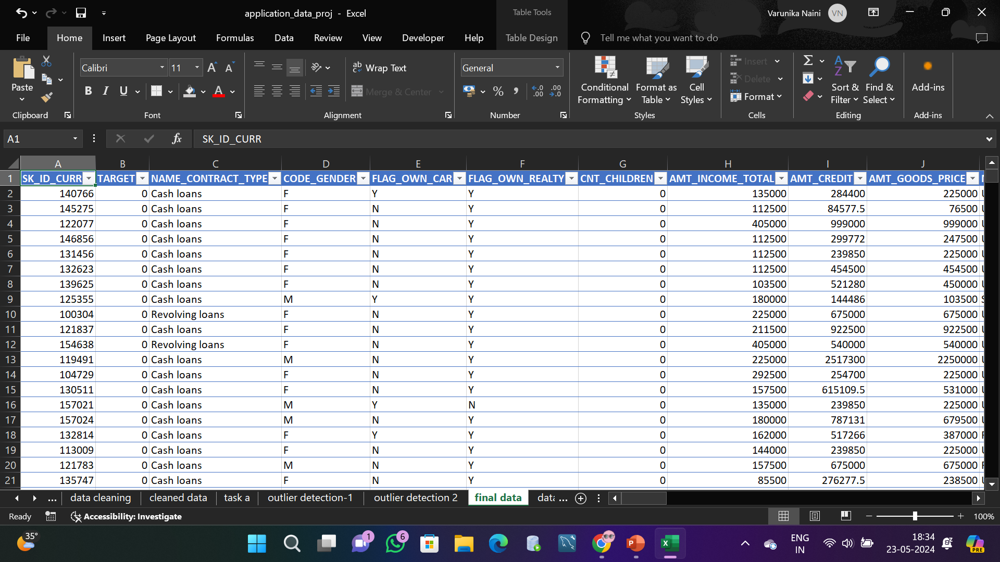 application_data_proj - Excel
Table Tools
Varunika Naini VN
File Home Insert Page Layout Formulas Data Review View Developer Help Table Design Tell me what you want to do
Paste
Clipboard
Calibri 11
B I U
Font
Wrap Text
Merge & Center
Alignment
General
Number
Conditional Formatting
Format as Table
Cell Styles
Styles
Insert
Delete
Format
Cells
Sort & Filter
Find & Select
Editing
Add-ins
Add-ins
A1 fx SK_ID_CURR
A B C D E F G H I J
1 SK_ID_CURR TARGET NAME_CONTRACT_TYPE CODE_GENDER FLAG_OWN_CAR FLAG_OWN_REALTY CNT_CHILDREN AMT_INCOME_TOTAL AMT_CREDIT AMT_GOODS_PRICE
2 140766 0 Cash loans F Y Y 0 135000 284400 225000
3 145275 0 Cash loans F N Y 0 112500 84577.5 76500
4 122077 0 Cash loans F N Y 0 405000 999000 999000
5 146856 0 Cash loans F N Y 0 112500 299772 247500
6 131456 0 Cash loans F N Y 0 112500 239850 225000
7 132623 0 Cash loans F N Y 0 112500 454500 454500
8 139625 0 Cash loans F N Y 0 103500 521280 450000
9 125355 0 Cash loans M Y Y 0 180000 144486 103500
10 100304 0 Revolving loans F N Y 0 225000 675000 675000
11 121837 0 Cash loans F N Y 0 211500 922500 922500
12 154638 0 Revolving loans F N Y 0 405000 540000 540000
13 119491 0 Cash loans M N Y 0 225000 2517300 2250000
14 104729 0 Cash loans F N Y 0 292500 254700 225000
15 130511 0 Cash loans F N Y 0 157500 615109.5 531000
16 157021 0 Cash loans M Y N 0 135000 239850 225000
17 157024 0 Cash loans M N Y 0 180000 787131 679500
18 132814 0 Cash loans F Y Y 0 162000 517266 387000
19 113009 0 Cash loans F N Y 0 144000 239850 225000
20 121783 0 Cash loans M N Y 0 157500 675000 675000
21 135747 0 Cash loans F N Y 0 85500 276277.5 238500
... data cleaning cleaned data task a outlier detection-1 outlier detection 2 final data data ...
Ready Accessibility: Investigate 100%
35° 1 6 ENG IN 18:34 23-05-2024 PRE